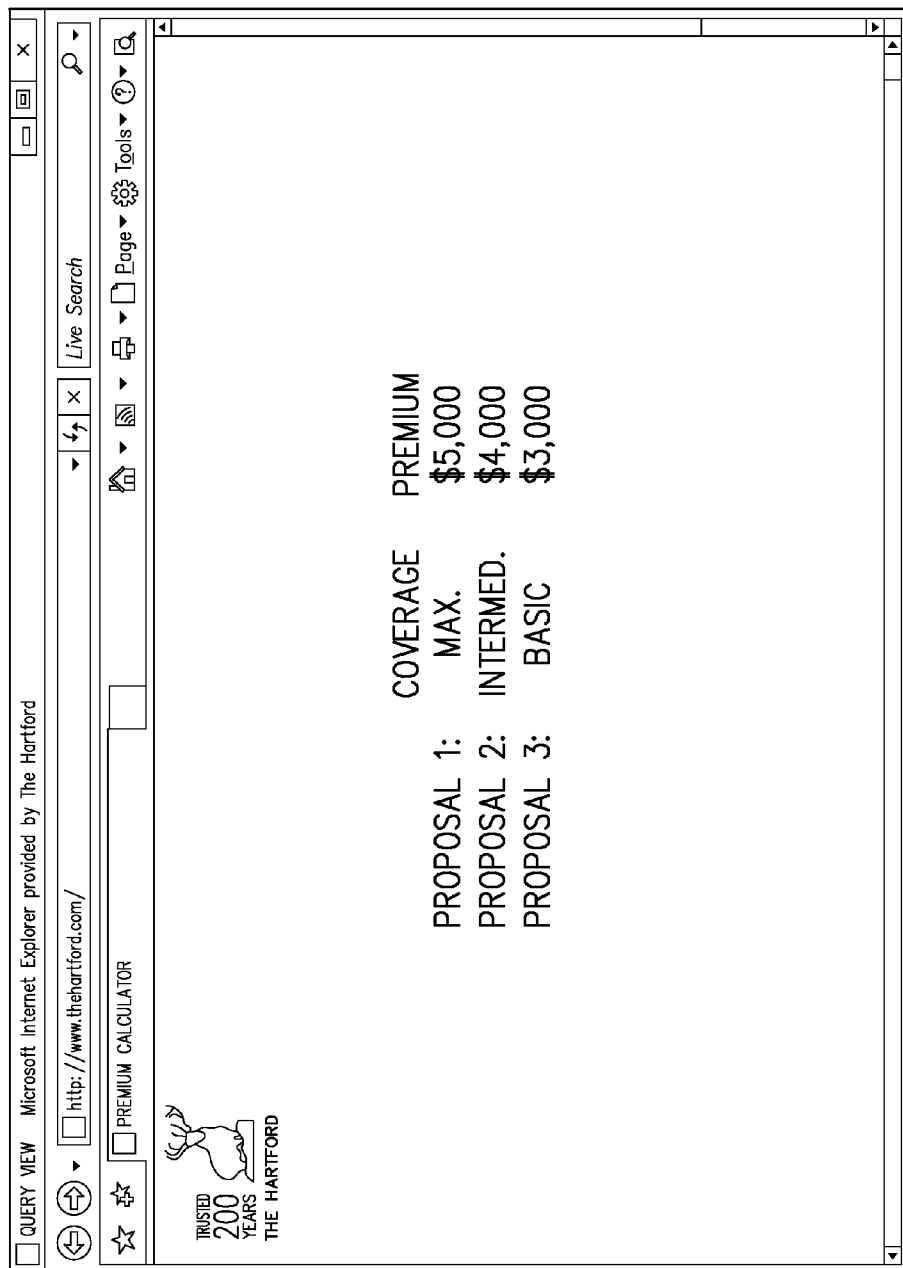 QUERY VIEW Microsoft Internet Explorer provided by The Hartford
http://www.thehartford.com/ Live Search
PREMIUM CALCULATOR Page Tools ?
TRUSTED
200
YEARS
THE HARTFORD
COVERAGE PREMIUM
PROPOSAL 1: MAX. $5,000
PROPOSAL 2: INTERMED. $4,000
PROPOSAL 3: BASIC $3,000